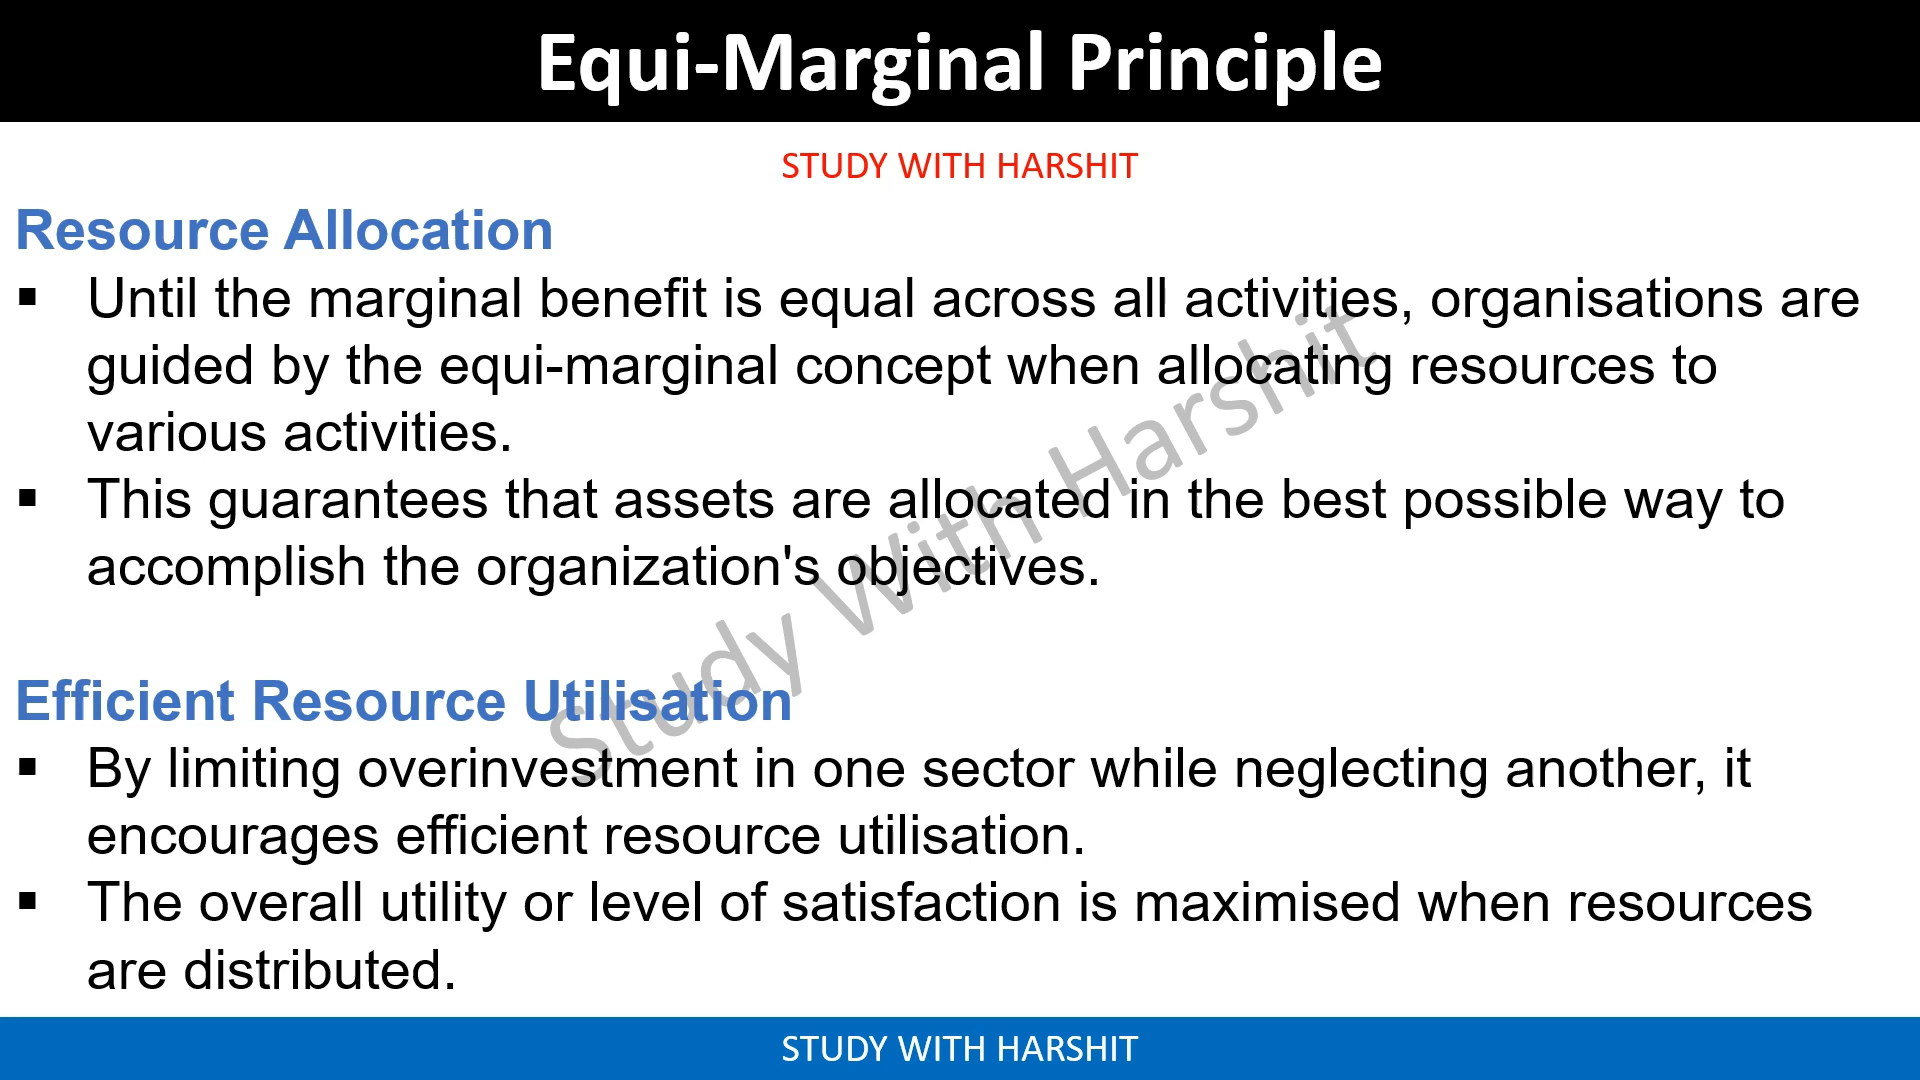 Equi-Marginal Principle
STUDY WITH HARSHIT
Resource Allocation
▪ Until the marginal benefit is equal across all activities, organisations are
guided by the equi-marginal concept when allocating resources to
various activities.
▪ This guarantees that assets are allocated in the best possible way to
accomplish the organization's objectives.
Efficient Resource Utilisation
▪ By limiting overinvestment in one sector while neglecting another, it
encourages efficient resource utilisation.
▪ The overall utility or level of satisfaction is maximised when resources
are distributed.
Study With Harshit
STUDY WITH HARSHIT